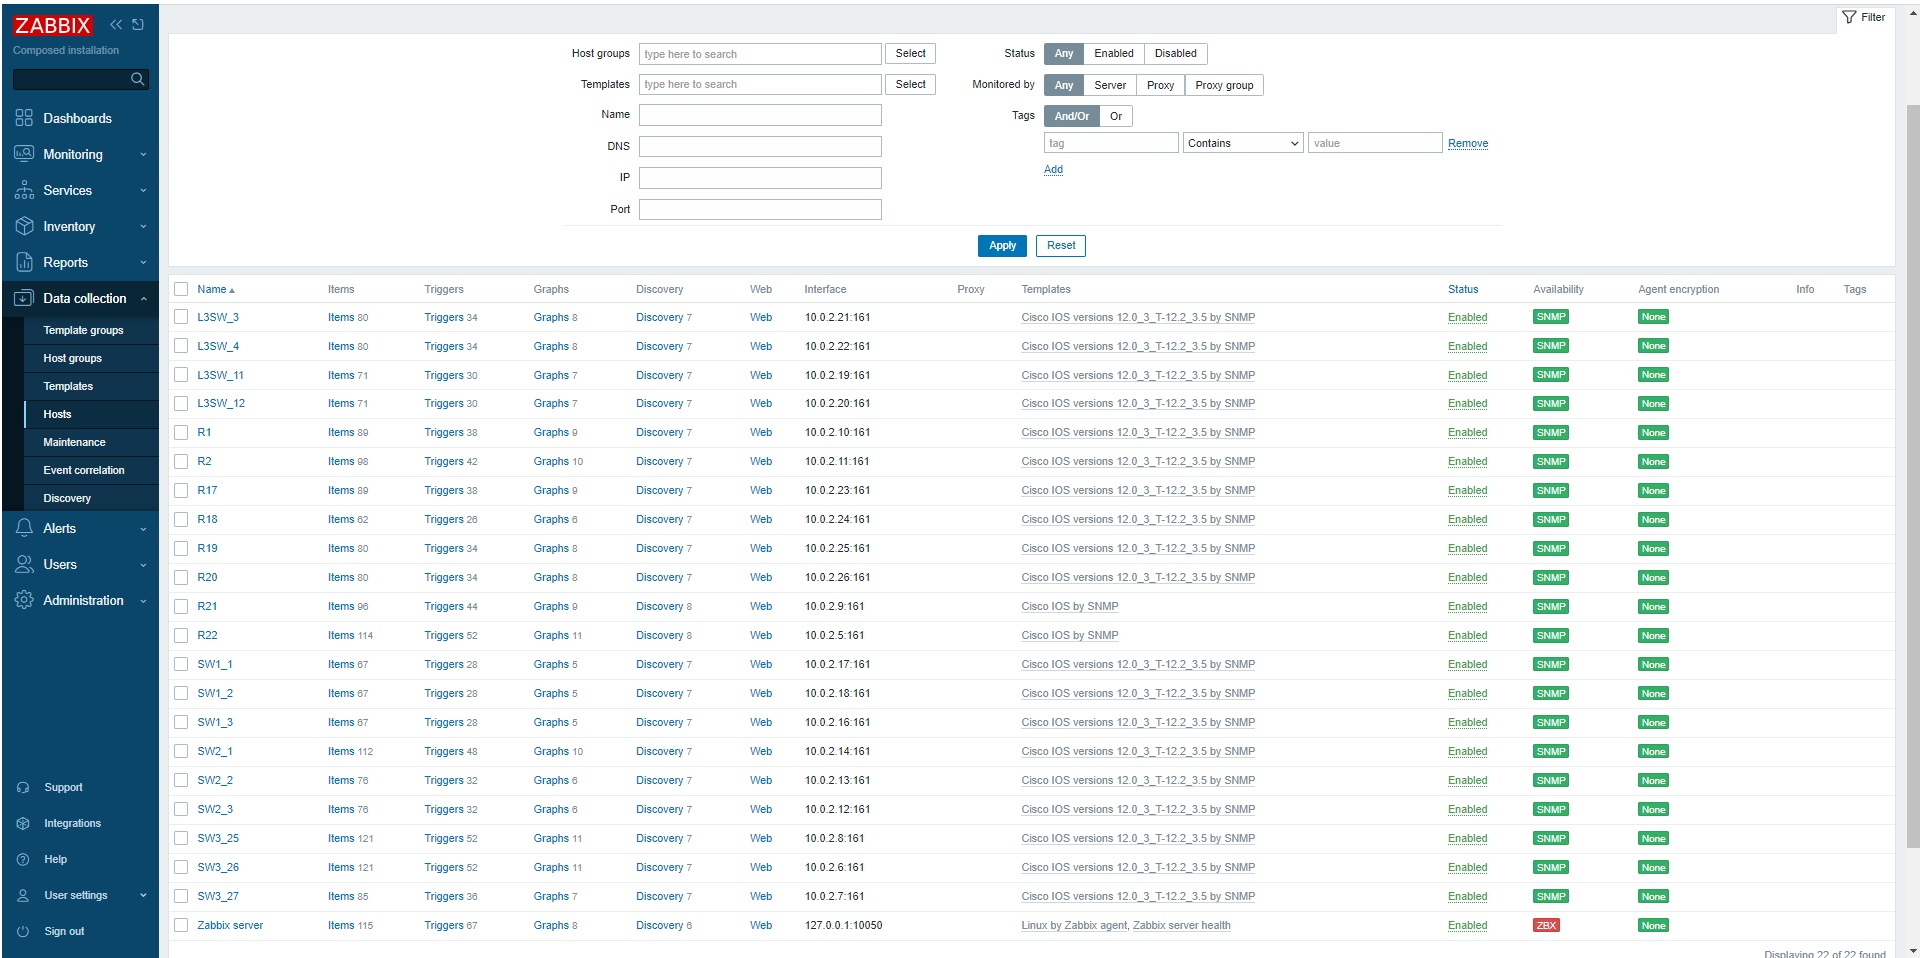 ZABBIX
Composed installation
Dashboards
Monitoring
Services
Inventory
Reports
Data collection
Template groups
Host groups
Templates
Hosts
Maintenance
Event correlation
Discovery
Alerts
Users
Administration
Support
Integrations
Help
User settings
Sign out
Filter
Host groups type here to search Select
Templates type here to search Select
Name
DNS
IP
Port
Status Any Enabled Disabled
Monitored by Any Server Proxy Proxy group
Tags And/Or Or
tag Contains value Remove
Add
Apply Reset
Name Items Triggers Graphs Discovery Web Interface Proxy Templates Status Availability Agent encryption Info Tags
L3SW_3 Items 80 Triggers 34 Graphs 8 Discovery 7 Web 10.0.2.21:161 Cisco IOS versions 12.0_3_T-12.2_3.5 by SNMP Enabled SNMP None
L3SW_4 Items 80 Triggers 34 Graphs 8 Discovery 7 Web 10.0.2.22:161 Cisco IOS versions 12.0_3_T-12.2_3.5 by SNMP Enabled SNMP None
L3SW_11 Items 71 Triggers 30 Graphs 7 Discovery 7 Web 10.0.2.19:161 Cisco IOS versions 12.0_3_T-12.2_3.5 by SNMP Enabled SNMP None
L3SW_12 Items 71 Triggers 30 Graphs 7 Discovery 7 Web 10.0.2.20:161 Cisco IOS versions 12.0_3_T-12.2_3.5 by SNMP Enabled SNMP None
R1 Items 89 Triggers 38 Graphs 9 Discovery 7 Web 10.0.2.10:161 Cisco IOS versions 12.0_3_T-12.2_3.5 by SNMP Enabled SNMP None
R2 Items 98 Triggers 42 Graphs 10 Discovery 7 Web 10.0.2.11:161 Cisco IOS versions 12.0_3_T-12.2_3.5 by SNMP Enabled SNMP None
R17 Items 89 Triggers 38 Graphs 9 Discovery 7 Web 10.0.2.23:161 Cisco IOS versions 12.0_3_T-12.2_3.5 by SNMP Enabled SNMP None
R18 Items 62 Triggers 26 Graphs 6 Discovery 7 Web 10.0.2.24:161 Cisco IOS versions 12.0_3_T-12.2_3.5 by SNMP Enabled SNMP None
R19 Items 80 Triggers 34 Graphs 8 Discovery 7 Web 10.0.2.25:161 Cisco IOS versions 12.0_3_T-12.2_3.5 by SNMP Enabled SNMP None
R20 Items 80 Triggers 34 Graphs 8 Discovery 7 Web 10.0.2.26:161 Cisco IOS versions 12.0_3_T-12.2_3.5 by SNMP Enabled SNMP None
R21 Items 96 Triggers 44 Graphs 9 Discovery 8 Web 10.0.2.9:161 Cisco IOS by SNMP Enabled SNMP None
R22 Items 114 Triggers 52 Graphs 11 Discovery 8 Web 10.0.2.5:161 Cisco IOS by SNMP Enabled SNMP None
SW1_1 Items 67 Triggers 28 Graphs 5 Discovery 7 Web 10.0.2.17:161 Cisco IOS versions 12.0_3_T-12.2_3.5 by SNMP Enabled SNMP None
SW1_2 Items 67 Triggers 28 Graphs 5 Discovery 7 Web 10.0.2.18:161 Cisco IOS versions 12.0_3_T-12.2_3.5 by SNMP Enabled SNMP None
SW1_3 Items 67 Triggers 28 Graphs 5 Discovery 7 Web 10.0.2.16:161 Cisco IOS versions 12.0_3_T-12.2_3.5 by SNMP Enabled SNMP None
SW2_1 Items 112 Triggers 48 Graphs 10 Discovery 7 Web 10.0.2.14:161 Cisco IOS versions 12.0_3_T-12.2_3.5 by SNMP Enabled SNMP None
SW2_2 Items 76 Triggers 32 Graphs 6 Discovery 7 Web 10.0.2.13:161 Cisco IOS versions 12.0_3_T-12.2_3.5 by SNMP Enabled SNMP None
SW2_3 Items 76 Triggers 32 Graphs 6 Discovery 7 Web 10.0.2.12:161 Cisco IOS versions 12.0_3_T-12.2_3.5 by SNMP Enabled SNMP None
SW3_25 Items 121 Triggers 52 Graphs 11 Discovery 7 Web 10.0.2.8:161 Cisco IOS versions 12.0_3_T-12.2_3.5 by SNMP Enabled SNMP None
SW3_26 Items 121 Triggers 52 Graphs 11 Discovery 7 Web 10.0.2.6:161 Cisco IOS versions 12.0_3_T-12.2_3.5 by SNMP Enabled SNMP None
SW3_27 Items 85 Triggers 36 Graphs 7 Discovery 7 Web 10.0.2.7:161 Cisco IOS versions 12.0_3_T-12.2_3.5 by SNMP Enabled SNMP None
Zabbix server Items 115 Triggers 67 Graphs 8 Discovery 6 Web 127.0.0.1:10050 Linux by Zabbix agent, Zabbix server health Enabled ZBX None
Displaying 22 of 22 found